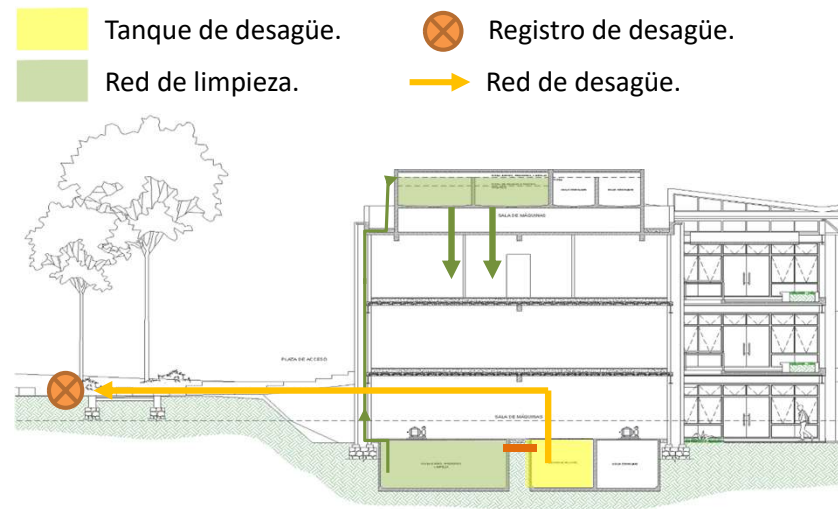 Tanque de desagüe.
Registro de desagüe.
Red de limpieza.
Red de desagüe.
SALA DE MÁQUINAS
PLAZA DE ACCESO
SALA DE MÁQUINAS